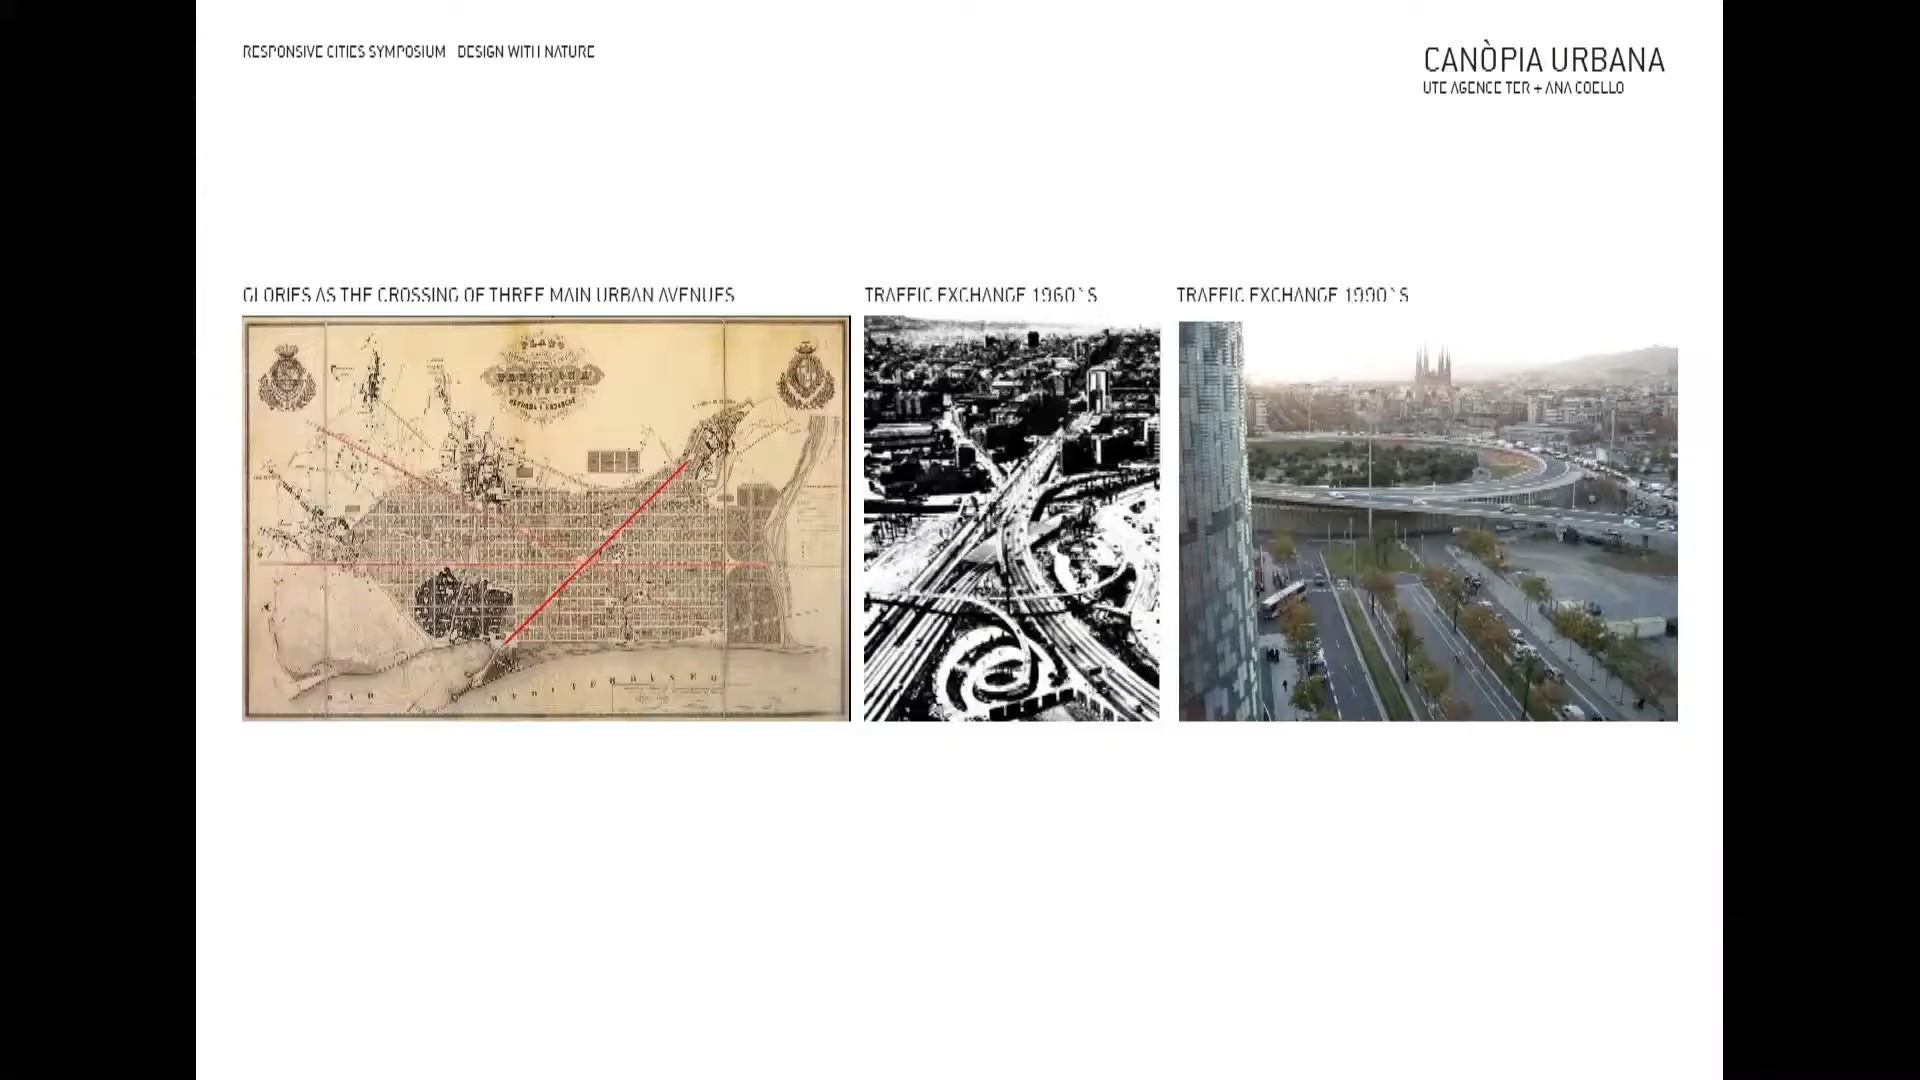 RESPONSIVE CITIES SYMPOSIUM DESIGN WITH NATURE
CANÒPIA URBANA
UTE AGENCE TER + ANA COELLO
GLORIES AS THE CROSSING OF THREE MAIN URBAN AVENUES
TRAFFIC EXCHANGE 1960`S
TRAFFIC EXCHANGE 1990`S
PLANO